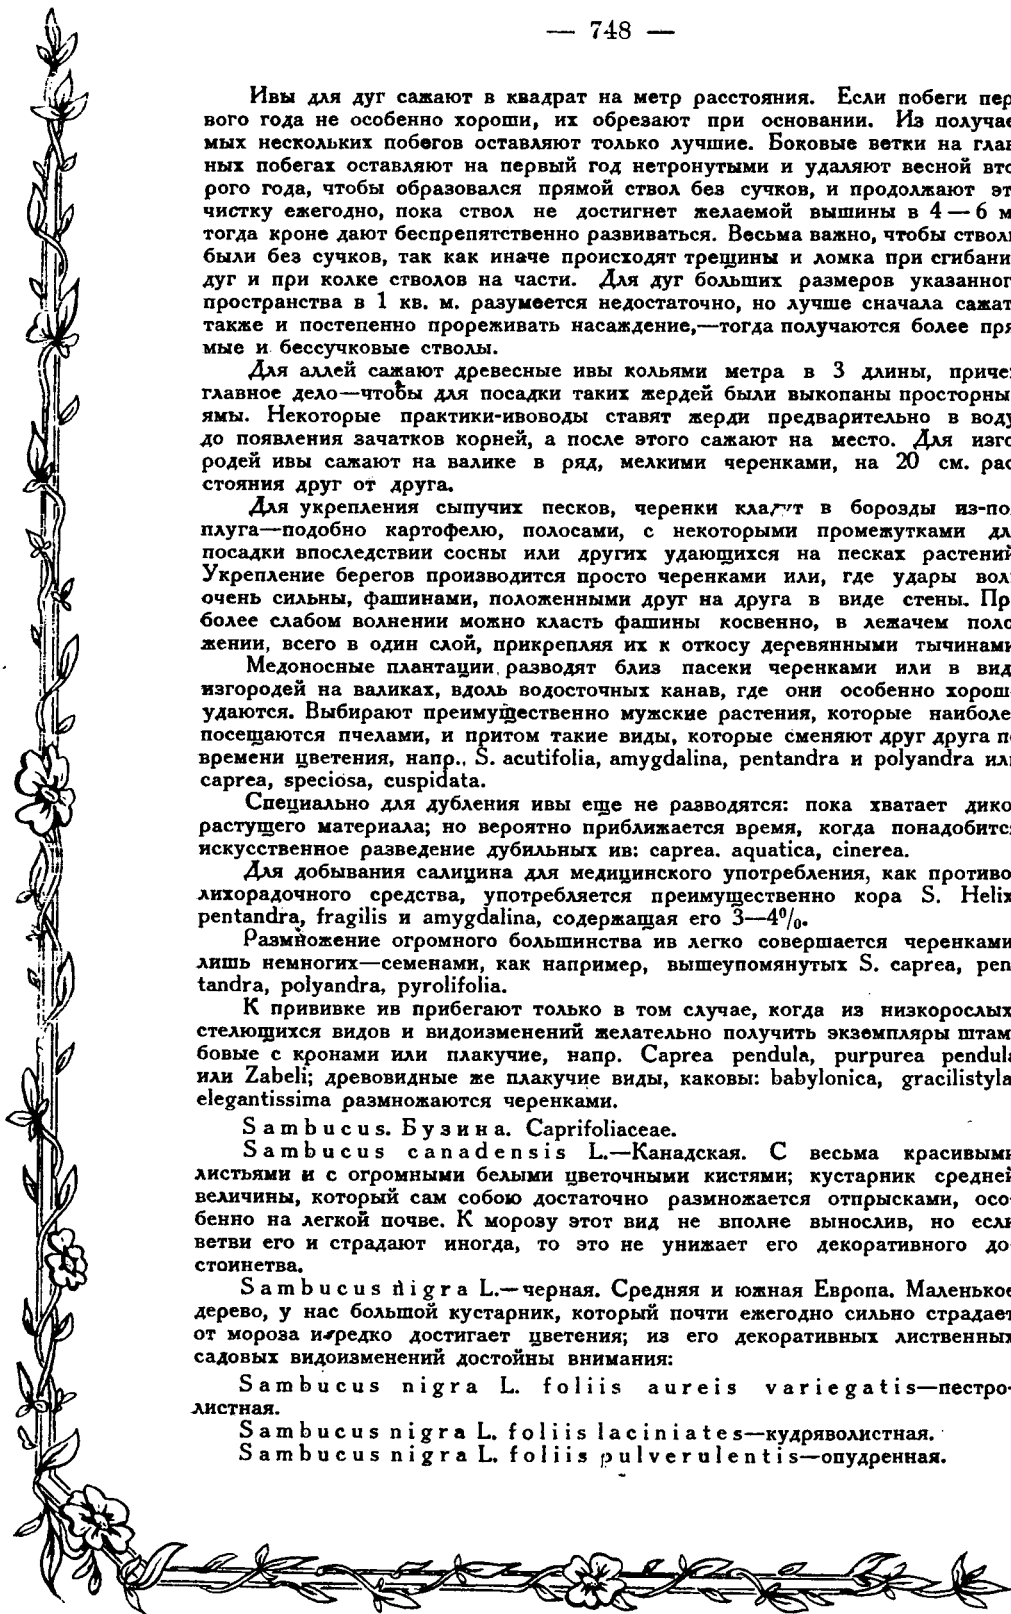 — 748 —
Ивы для дуг сажают в квадрат на метр расстояния. Если побеги пер
вого года не особенно хороши, их обрезают при основании. Из получае
мых нескольких побегов оставляют только лучшие. Боковые ветки на глав
ных побегах оставляют на первый год нетронутыми и удаляют весной вто
рого года, чтобы образовался прямой ствол без сучков, и продолжают эт
чистку ежегодно, пока ствол не достигнет желаемой вышины в 4 — 6 м
тогда кроне дают беспрепятственно развиваться. Весьма важно, чтобы ствол
были без сучков, так как иначе происходят трещины и ломка при сгибани
дуг и при колке стволов на части. Для дуг больших размеров указанног
пространства в 1 кв. м. разумеется недостаточно, но лучше сначала сажат
также и постепенно прореживать насаждение,—тогда получаются более пря
мые и бессучковые стволы.
Для аллей сажают древесные ивы кольями метра в 3 длины, приче
главное дело—чтобы для посадки таких жердей были выкопаны просторны
ямы. Некоторые практики-ивоводы ставят жерди предварительно в воду
до появления зачатков корней, а после этого сажают на место. Для изго
родей ивы сажают на валике в ряд, мелкими черенками, на 20 см. рас
стояния друг от друга.
Для укрепления сыпучих песков, черенки кладут в борозды из-по
плуга—подобно картофелю, полосами, с некоторыми промежутками дл
посадки впоследствии сосны или других удающихся на песках растений
Укрепление берегов производится просто черенками или, где удары вол
очень сильны, фашинами, положенными друг на друга в виде стены. Пр
более слабом волнении можно класть фашины косвенно, в лежачем поло
жении, всего в один слой, прикрепляя их к откосу деревянными тычинами
Медоносные плантации разводят близ пасеки черенками или в вид
изгородей на валиках, вдоль водосточных канав, где они особенно хорош
удаются. Выбирают преимущественно мужские растения, которые наиболе
посещаются пчелами, и притом такие виды, которые сменяют друг друга п
времени цветения, напр., S. acutifolia, amygdalina, pentandra и polyandra или
caprea, speciosa, cuspidata.
Специально для дубления ивы еще не разводятся: пока хватает дико
растущего материала; но вероятно приближается время, когда понадобитс
искусственное разведение дубильных ив: caprea. aquatica, cinerea.
Для добывания салицина для медицинского употребления, как противо
лихорадочного средства, употребляется преимущественно кора S. Helix
pentandra, fragilis и amygdalina, содержащая его 3—4%.
Размножение огромного большинства ив легко совершается черенками
лишь немногих—семенами, как например, вышеупомянутых S. caprea, pen
tandra, polyandra, pyrolifolia.
К прививке ив прибегают только в том случае, когда из низкорослых
стелющихся видов и видоизменений желательно получить экземпляры штам
бовые с кронами или плакучие, напр. Caprea pendula, purpurea pendula
или Zabeli; древовидные же плакучие виды, каковы: babylonica, gracilistyla
elegantissima размножаются черенками.
Sambucus. Бузина. Caprifoliaceae.
Sambucus canadensis L.—Канадская. С весьма красивыми
листьями и с огромными белыми цветочными кистями; кустарник средней
величины, который сам собою достаточно размножается отпрысками, осо-
бенно на легкой почве. К морозу этот вид не вполне вынослив, но если
ветви его и страдают иногда, то это не унижает его декоративного до-
стоинетва.
Sambucus nigra L.—черная. Средняя и южная Европа. Маленькое
дерево, у нас большой кустарник, который почти ежегодно сильно страдает
от мороза и редко достигает цветения; из его декоративных лиственных
садовых видоизменений достойны внимания:
Sambucus nigra L. foliis aureis variegatis—пестро-
листная.
Sambucus nigra L. foliis laciniates—кудряволистная.
Sambucus nigra L. foliis pulverulentis—опудренная.